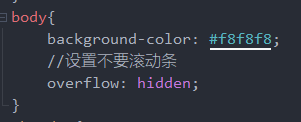 body{
background-color: #f8f8f8;
//设置不要滚动条
overflow: hidden;
}